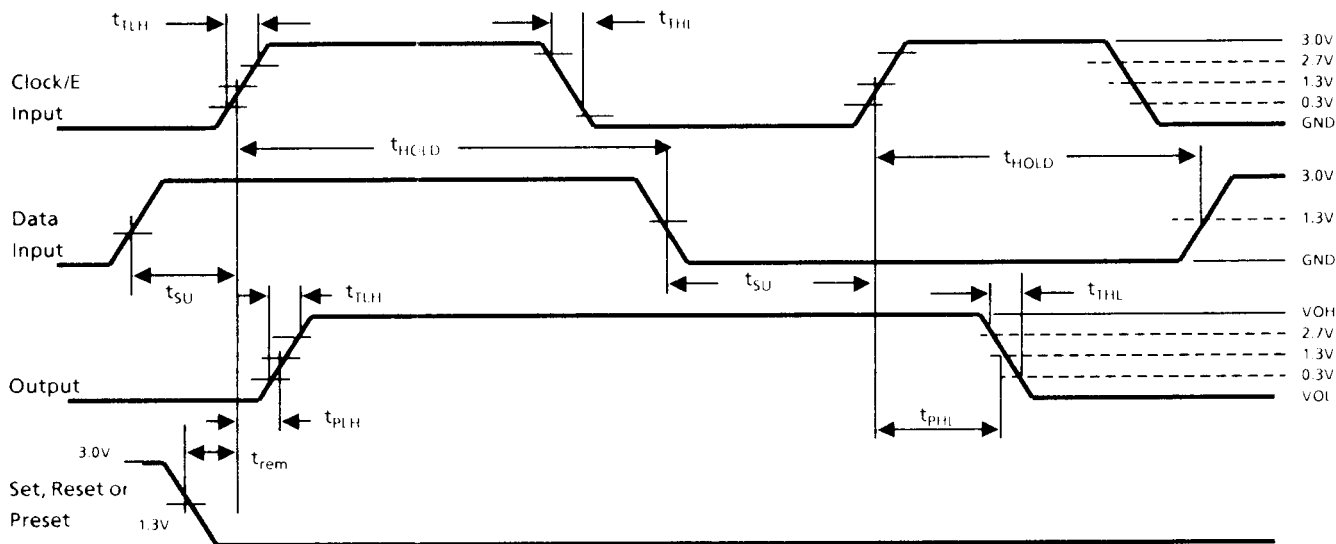 tTLH
tTHL
3.0V
2.7V
Clock/E
Input
1.3V
0.3V
GND
tHOLD
tHOLD
3.0V
Data
Input
1.3V
GND
tSU
tTLH
tSU
tTHL
VOH
2.7V
1.3V
Output
0.3V
VOL
tPLH
tPHL
3.0V
trem
Set, Reset or
Preset
1.3V